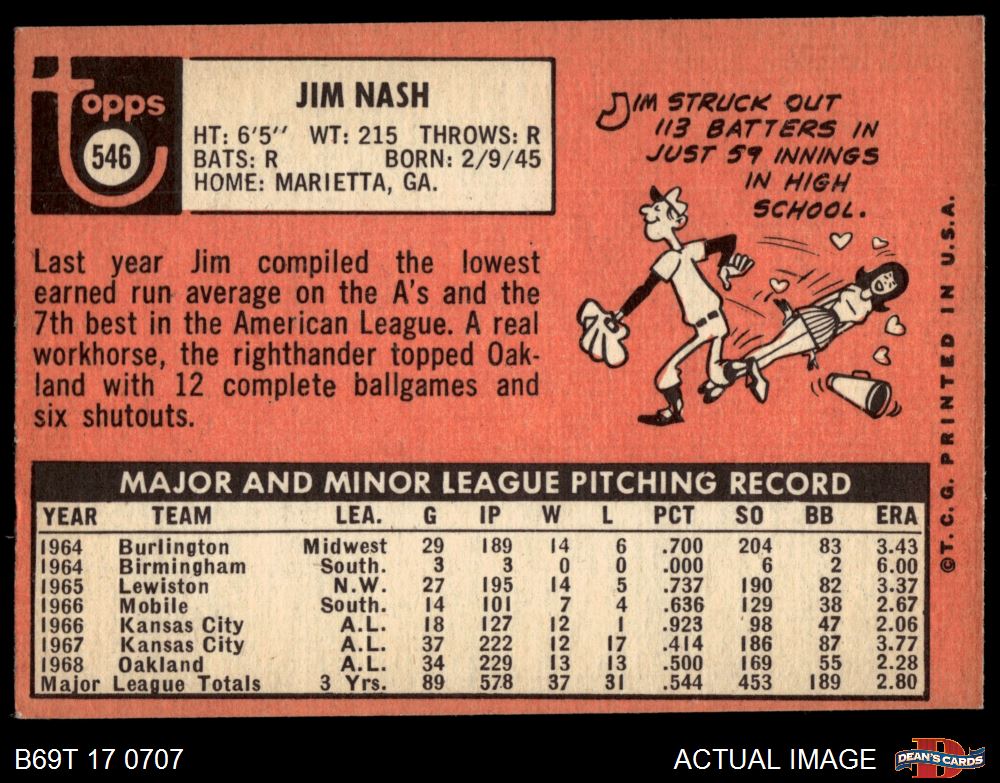 topps
546
JIM NASH
HT: 6'5" WT: 215 THROWS: R
BATS: R BORN: 2/9/45
HOME: MARIETTA, GA.
JIM STRUCK OUT
113 BATTERS IN
JUST 59 INNINGS
IN HIGH
SCHOOL.
Last year Jim compiled the lowest
earned run average on the A's and the
7th best in the American League. A real
workhorse, the righthander topped Oak-
land with 12 complete ballgames and
six shutouts.
MAJOR AND MINOR LEAGUE PITCHING RECORD
YEAR TEAM LEA. G IP W L PCT SO BB ERA
1964 Burlington Midwest 29 189 14 6 .700 204 83 3.43
1964 Birmingham South. 3 3 0 0 .000 6 2 6.00
1965 Lewiston N.W. 27 195 14 5 .737 190 82 3.37
1966 Mobile South. 14 101 7 4 .636 129 38 2.67
1966 Kansas City A.L. 18 127 12 1 .923 98 47 2.06
1967 Kansas City A.L. 37 222 12 17 .414 186 87 3.77
1968 Oakland A.L. 34 229 13 13 .500 169 55 2.28
Major League Totals 3 Yrs. 89 578 37 31 .544 453 189 2.80
©T. C. G. PRINTED IN U.S.A.
B69T 17 0707
ACTUAL IMAGE
DEAN'S CARDS